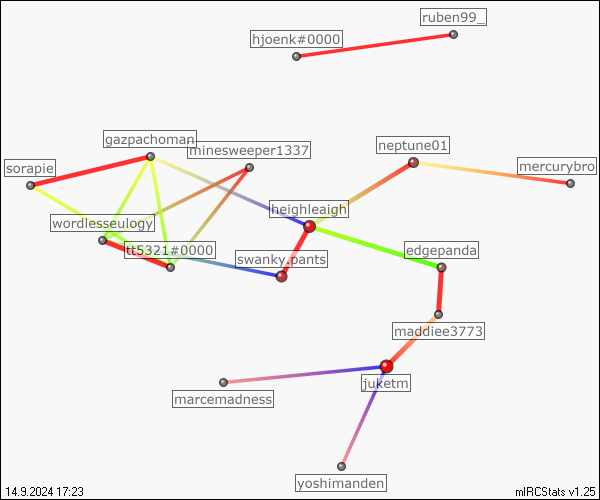 ruben99_
hjoenk#0000
gazpachoman
minesweeper1337
neptune01
sorapie
mercurybro
heighleaigh
wordlesseulogy
tt5321#0000
swanky.pants
edgepanda
maddiee3773
juketm
marcemadness
yoshimanden
14.9.2024 17:23
mIRCStats v1.25